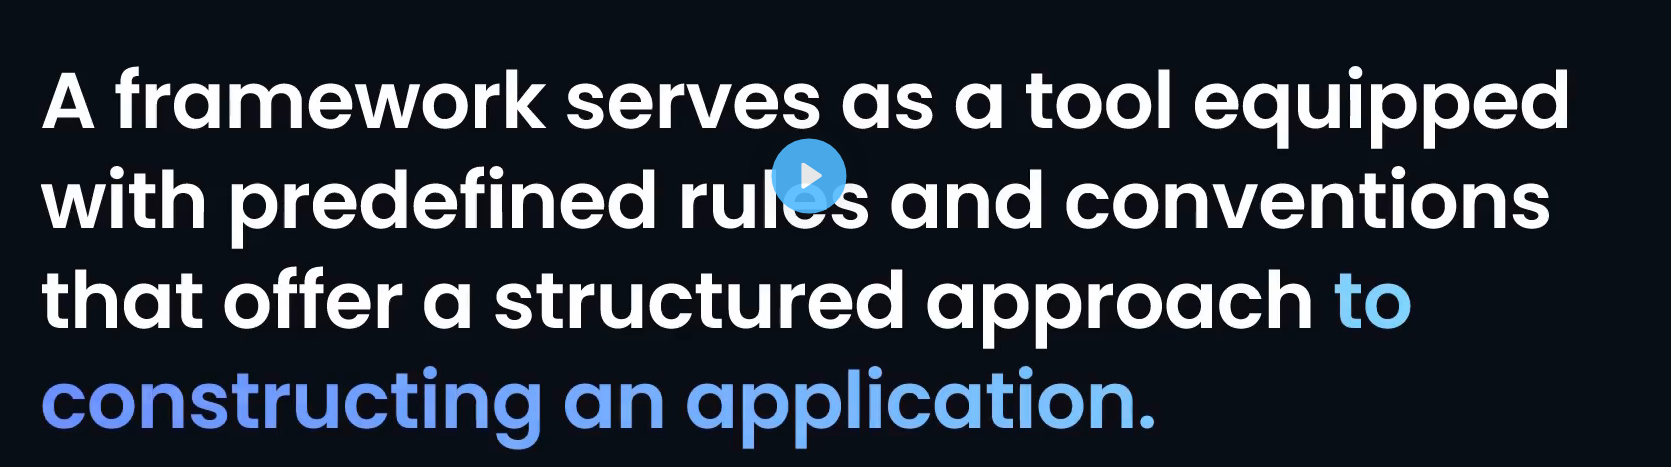 A framework serves as a tool equipped
with predefined rules and conventions
that offer a structured approach to
constructing an application.